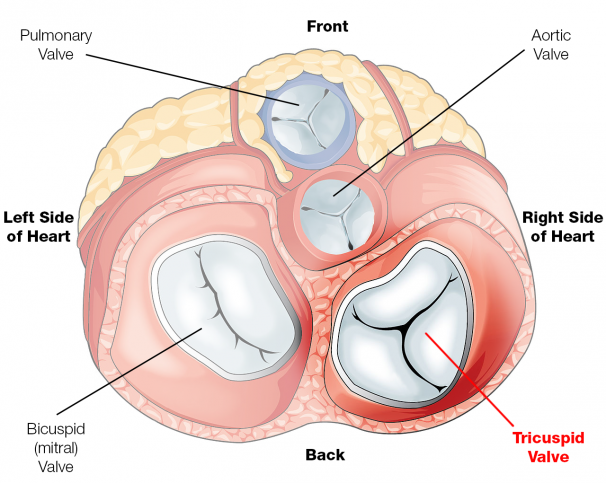 Front
Pulmonary
Valve
Aortic
Valve
Left Side
of Heart
Right Side
of Heart
Bicuspid
(mitral)
Valve
Back
Tricuspid
Valve